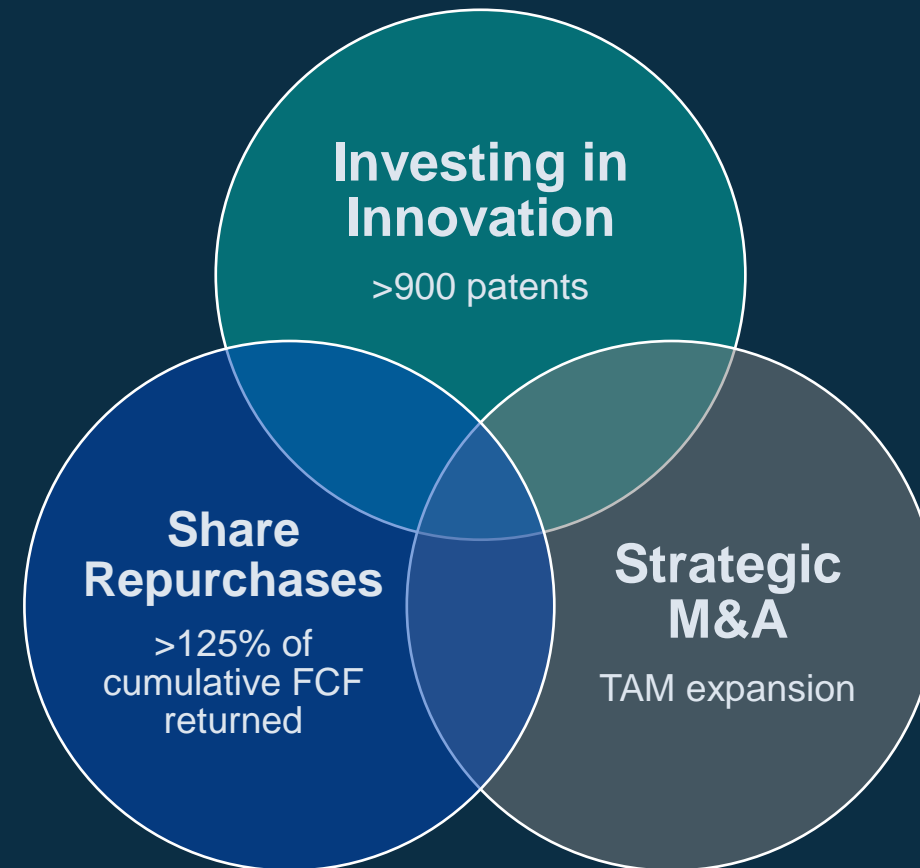 Investing in
Innovation
>900 patents
Share
Repurchases
>125% of
cumulative FCF
returned
Strategic
M&A
TAM expansion